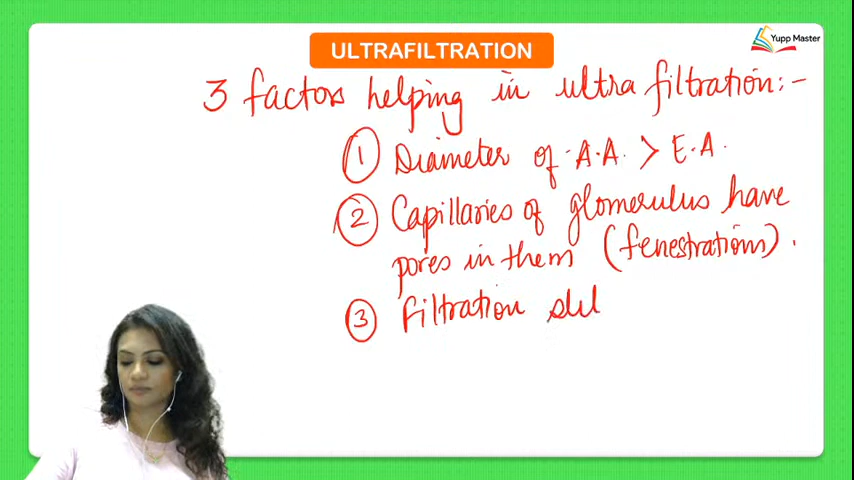 Yupp Master
ULTRAFILTRATION
3 factors helping in ultra filtration:-
① Diameter of A.A. > E.A.
② Capillaries of glomerulus have
pores in them (fenestrations).
③ Filtration